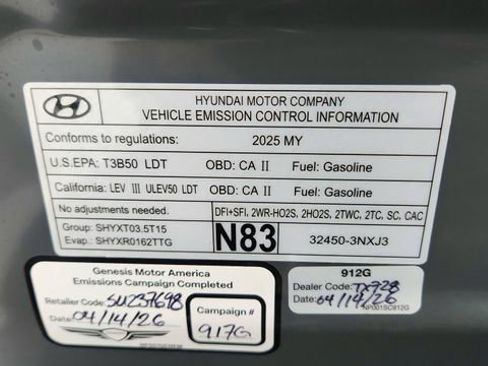 HYUNDAI MOTOR COMPANY
VEHICLE EMISSION CONTROL INFORMATION
Conforms to regulations: 2025 MY
U.S.EPA: T3B50 LDT OBD: CA II Fuel: Gasoline
California: LEV III ULEV50 LDT OBD: CA II Fuel: Gasoline
No adjustments needed. DFI+SFI, 2WR-HO2S, 2HO2S, 2TWC, 2TC, SC, CAC
Group: SHYXT03.5T15
Evap.: SHYXR0162TTG
N83 32450-3NXJ3
Genesis Motor America
Emissions Campaign Completed
Retailer Code:
Date: 04/14/26
Campaign #
917G
912G
Dealer Code: TX928
Date: 04/14/26
NP001SC912G